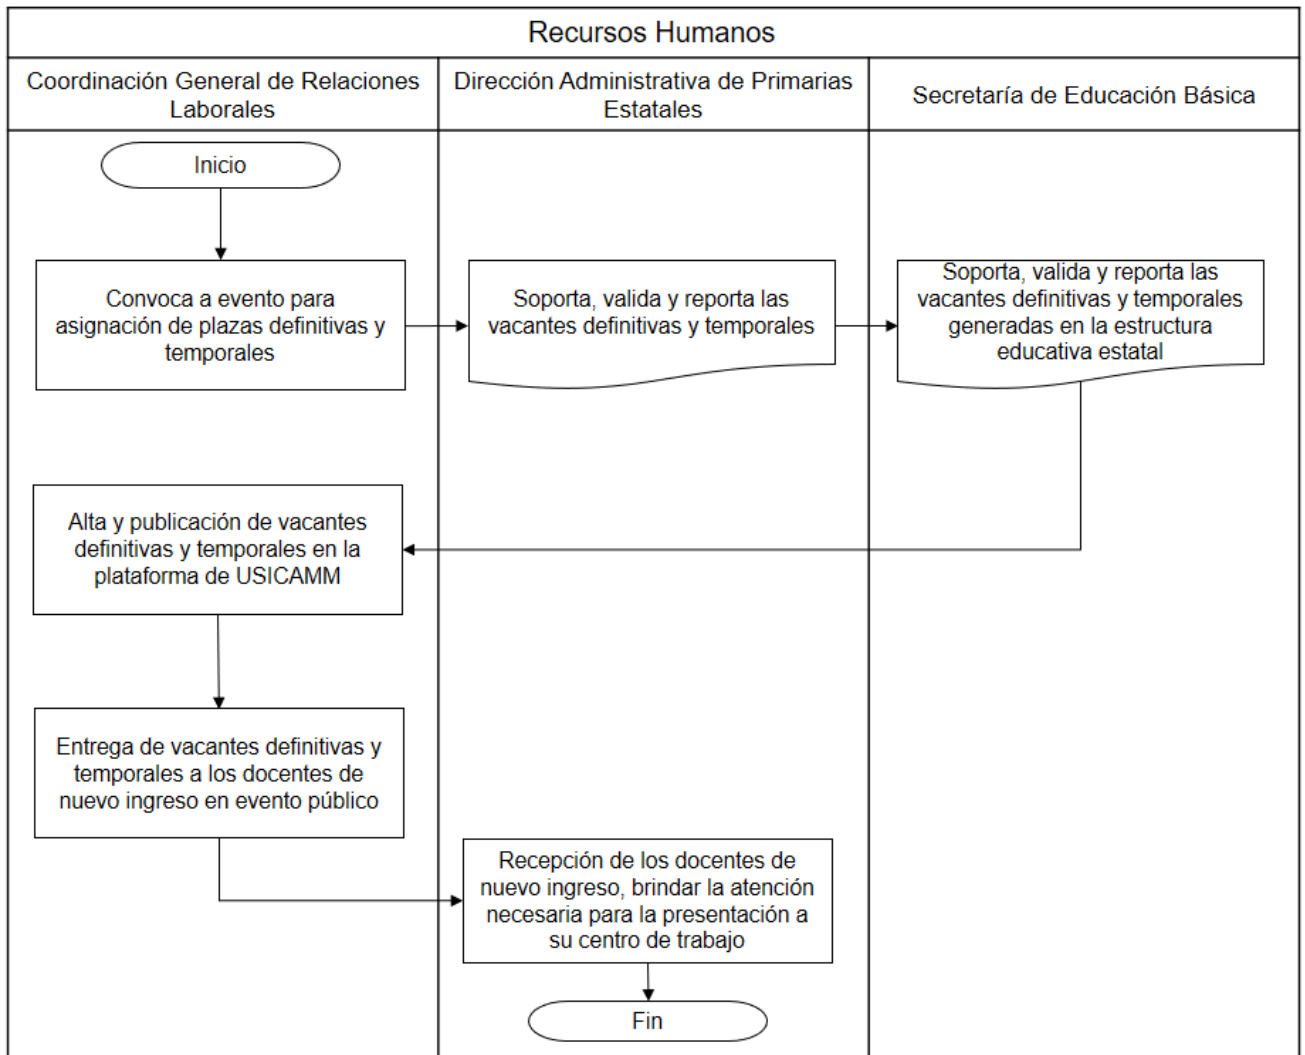 Recursos Humanos
Coordinación General de Relaciones
Laborales
Dirección Administrativa de Primarias
Estatales
Secretaría de Educación Básica
Inicio
Convoca a evento para
asignación de plazas definitivas y
temporales
Soporta, valida y reporta las
vacantes definitivas y temporales
Soporta, valida y reporta las
vacantes definitivas y temporales
generadas en la estructura
educativa estatal
Alta y publicación de vacantes
definitivas y temporales en la
plataforma de USICAMM
Entrega de vacantes definitivas y
temporales a los docentes de
nuevo ingreso en evento público
Recepción de los docentes de
nuevo ingreso, brindar la atención
necesaria para la presentación a
su centro de trabajo
Fin